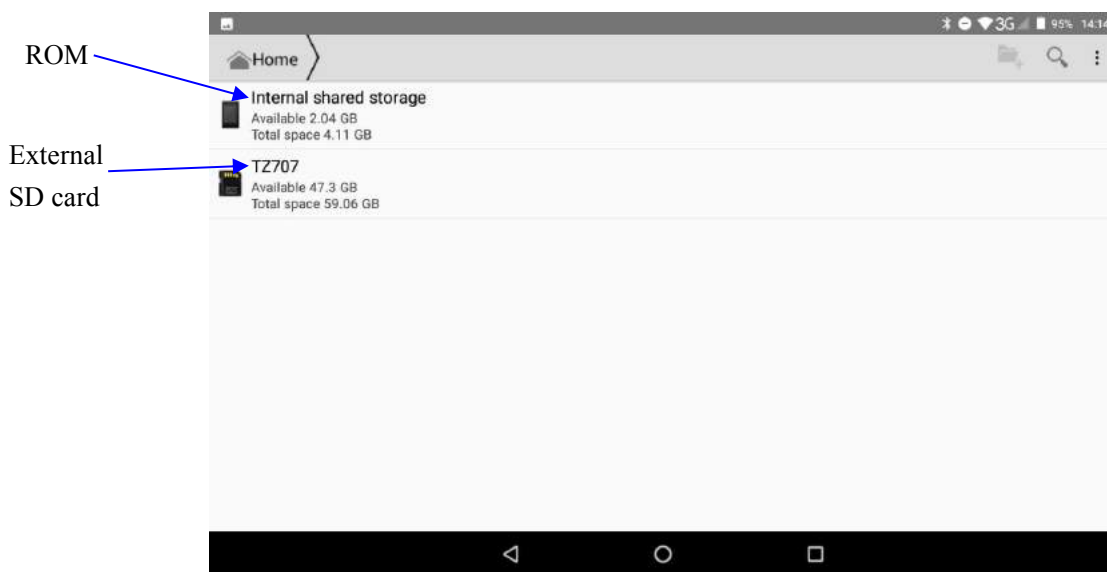 3G 95% 14:14
ROM
Home
Internal shared storage
Available 2.04 GB
Total space 4.11 GB
External
SD card
TZ707
Available 47.3 GB
Total space 59.06 GB